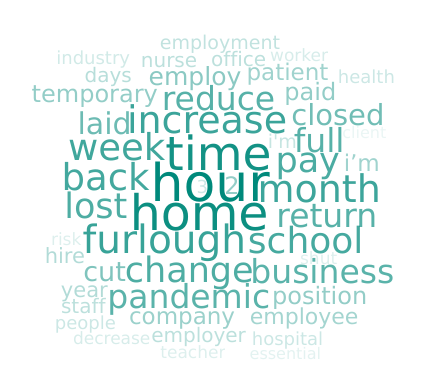 employment
industry nurse office worker
days employ patient health
temporary reduce paid
laid increase closed
week time i'm full client
back pay i’m
hour 3 2 month
lost home return
furlough school
risk shut
hire cut change business
year pandemic position
staff company employee
people employer hospital
decrease
teacher essential